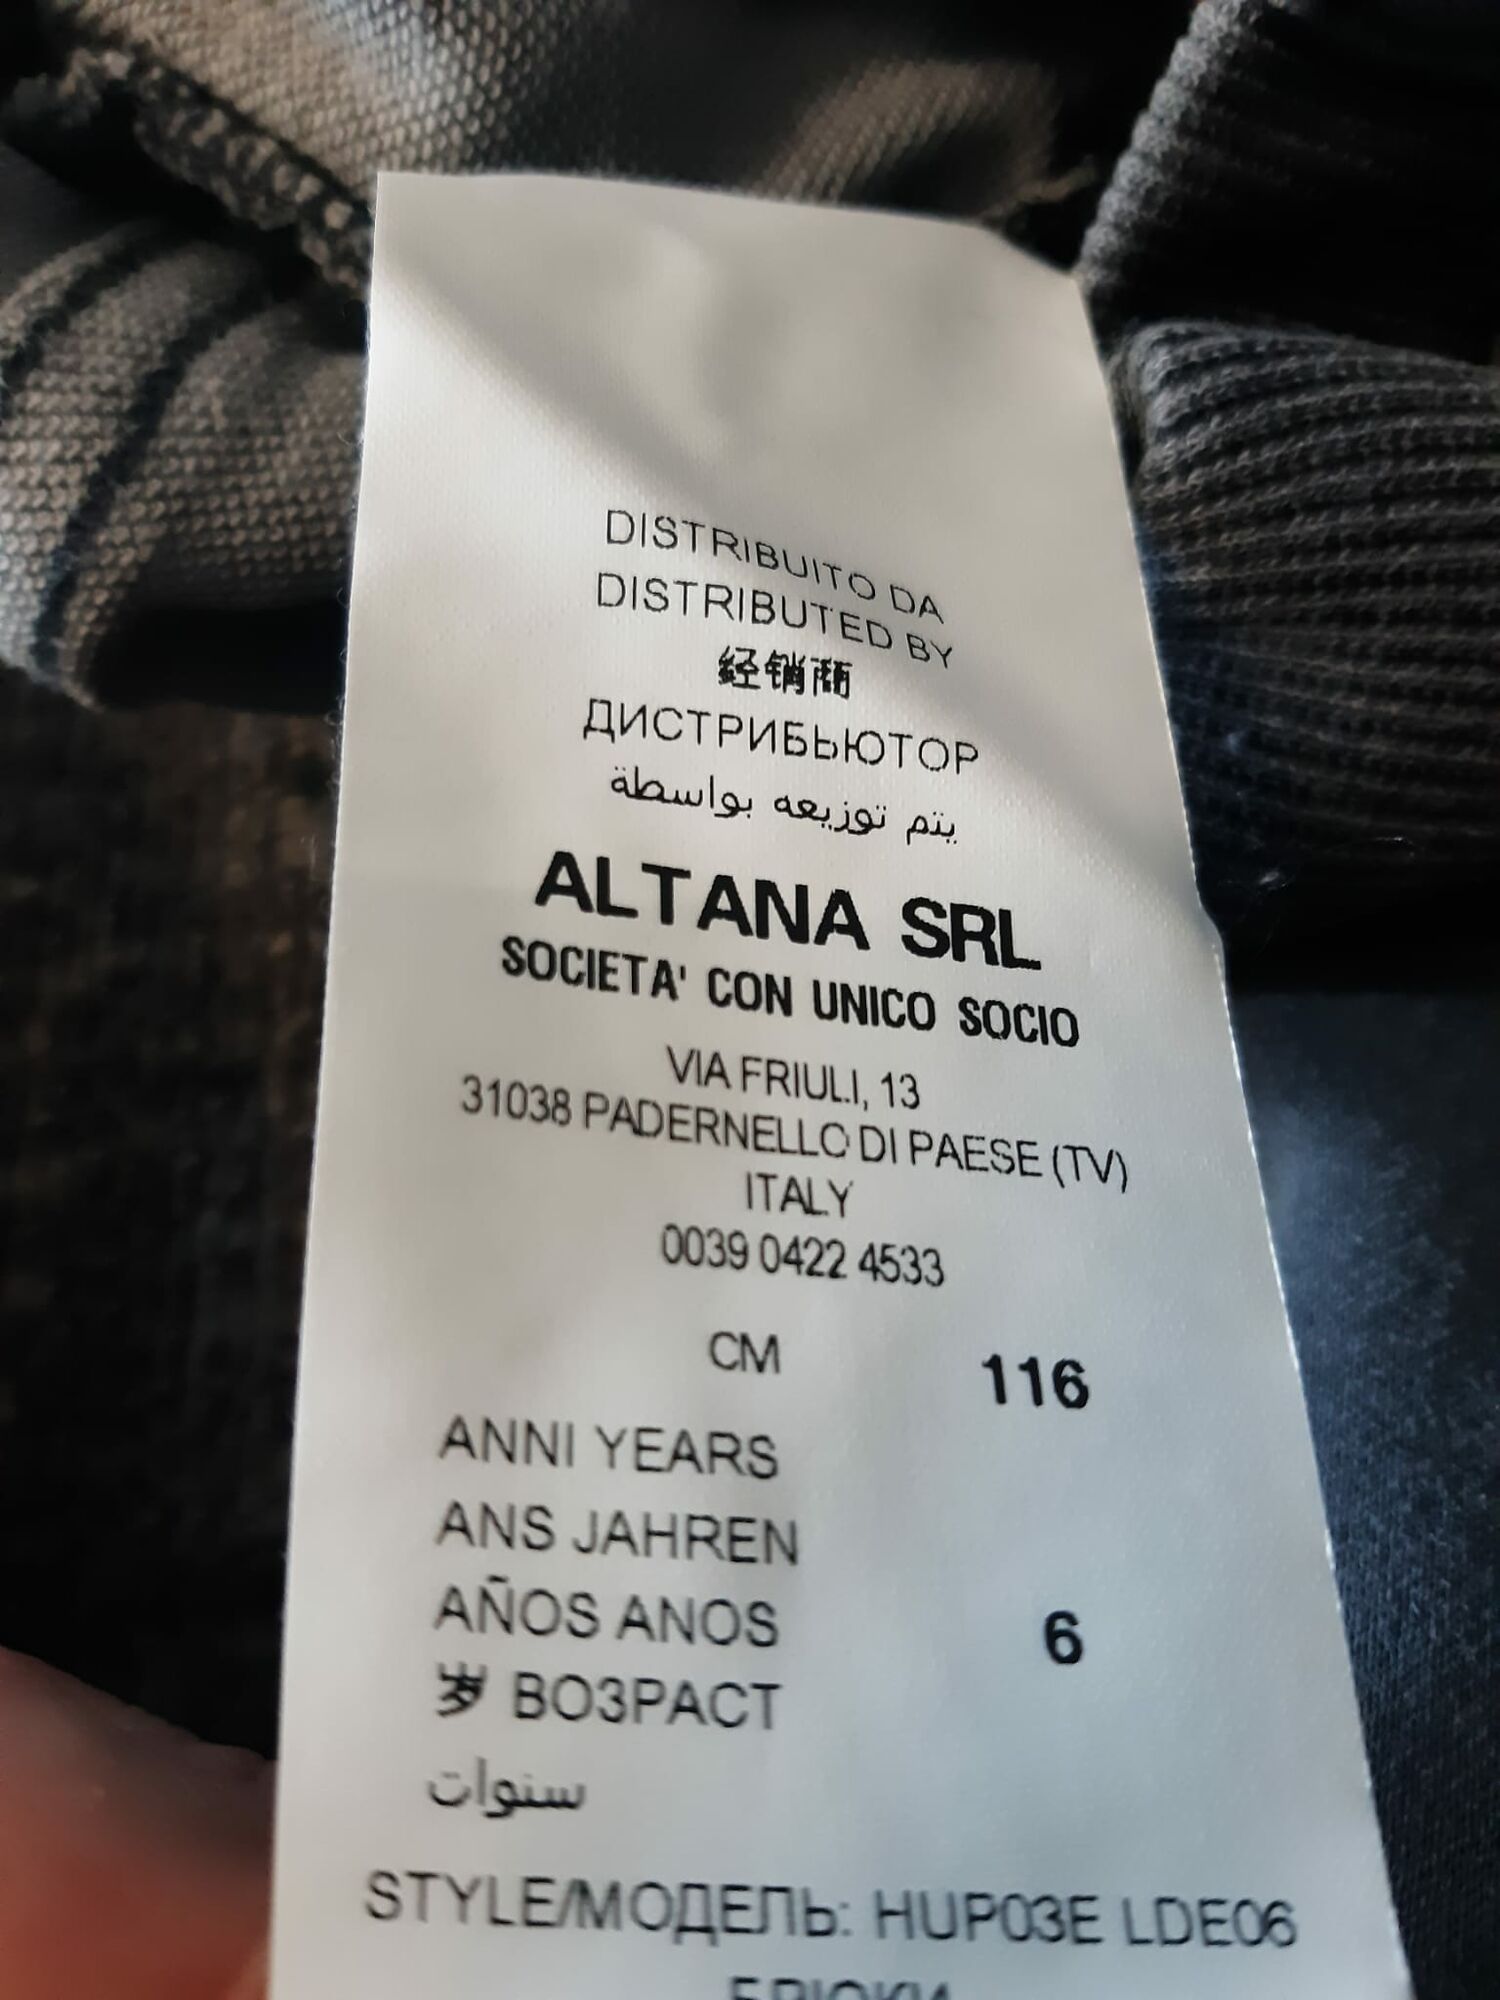 DISTRIBUITO DA
DISTRIBUTED BY
经销商
ДИСТРИБЬЮТОР
يتم توزيعه بواسطة
ALTANA SRL
SOCIETA' CON UNICO SOCIO
VIA FRIULI, 13
31038 PADERNELLO DI PAESE (TV)
ITALY
0039 0422 4533
CM 116
ANNI YEARS
ANS JAHREN
AÑOS ANOS 6
岁 ВОЗРАСТ
سنوات
STYLE/МОДЕЛЬ: HUP03E LDE06
БРЮКИ